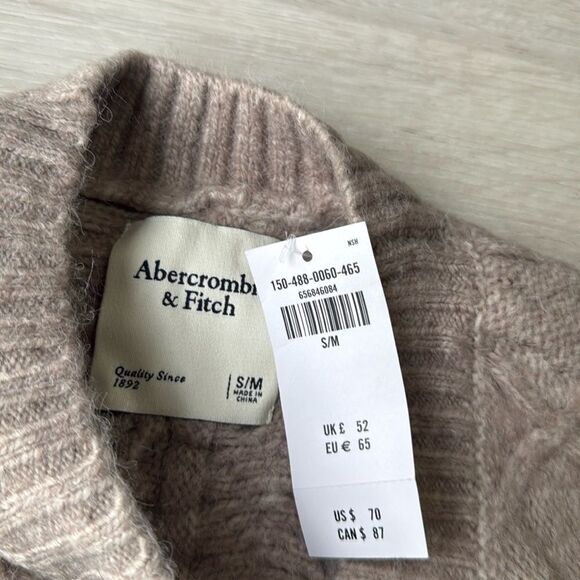 Abercrombi
& Fitch
Quality Since
1892
S/M
MADE IN
CHINA
NSH
150-488-0060-465
656846084
S/M
UK £ 52
EU € 65
US $ 70
CAN $ 87